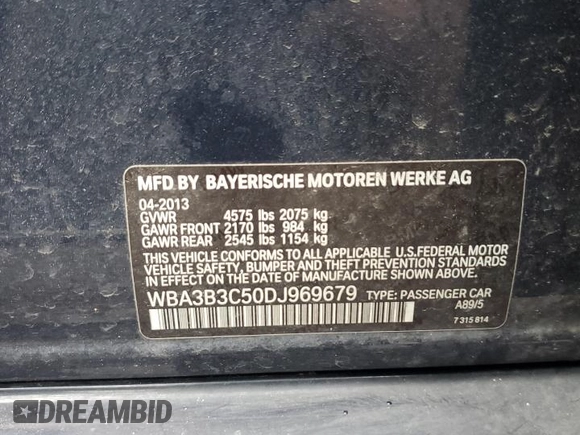 MFD BY BAYERISCHE MOTOREN WERKE AG
04-2013
GVWR 4575 lbs 2075 kg
GAWR FRONT 2170 lbs 984 kg
GAWR REAR 2545 lbs 1154 kg
THIS VEHICLE CONFORMS TO ALL APPLICABLE U.S.FEDERAL MOTOR
VEHICLE SAFETY, BUMPER AND THEFT PREVENTION STANDARDS
IN EFFECT ON THE DATE OF MANUFACTURE SHOWN ABOVE.
WBA3B3C50DJ969679 TYPE: PASSENGER CAR
A89/5
7 315 814
DREAMBID